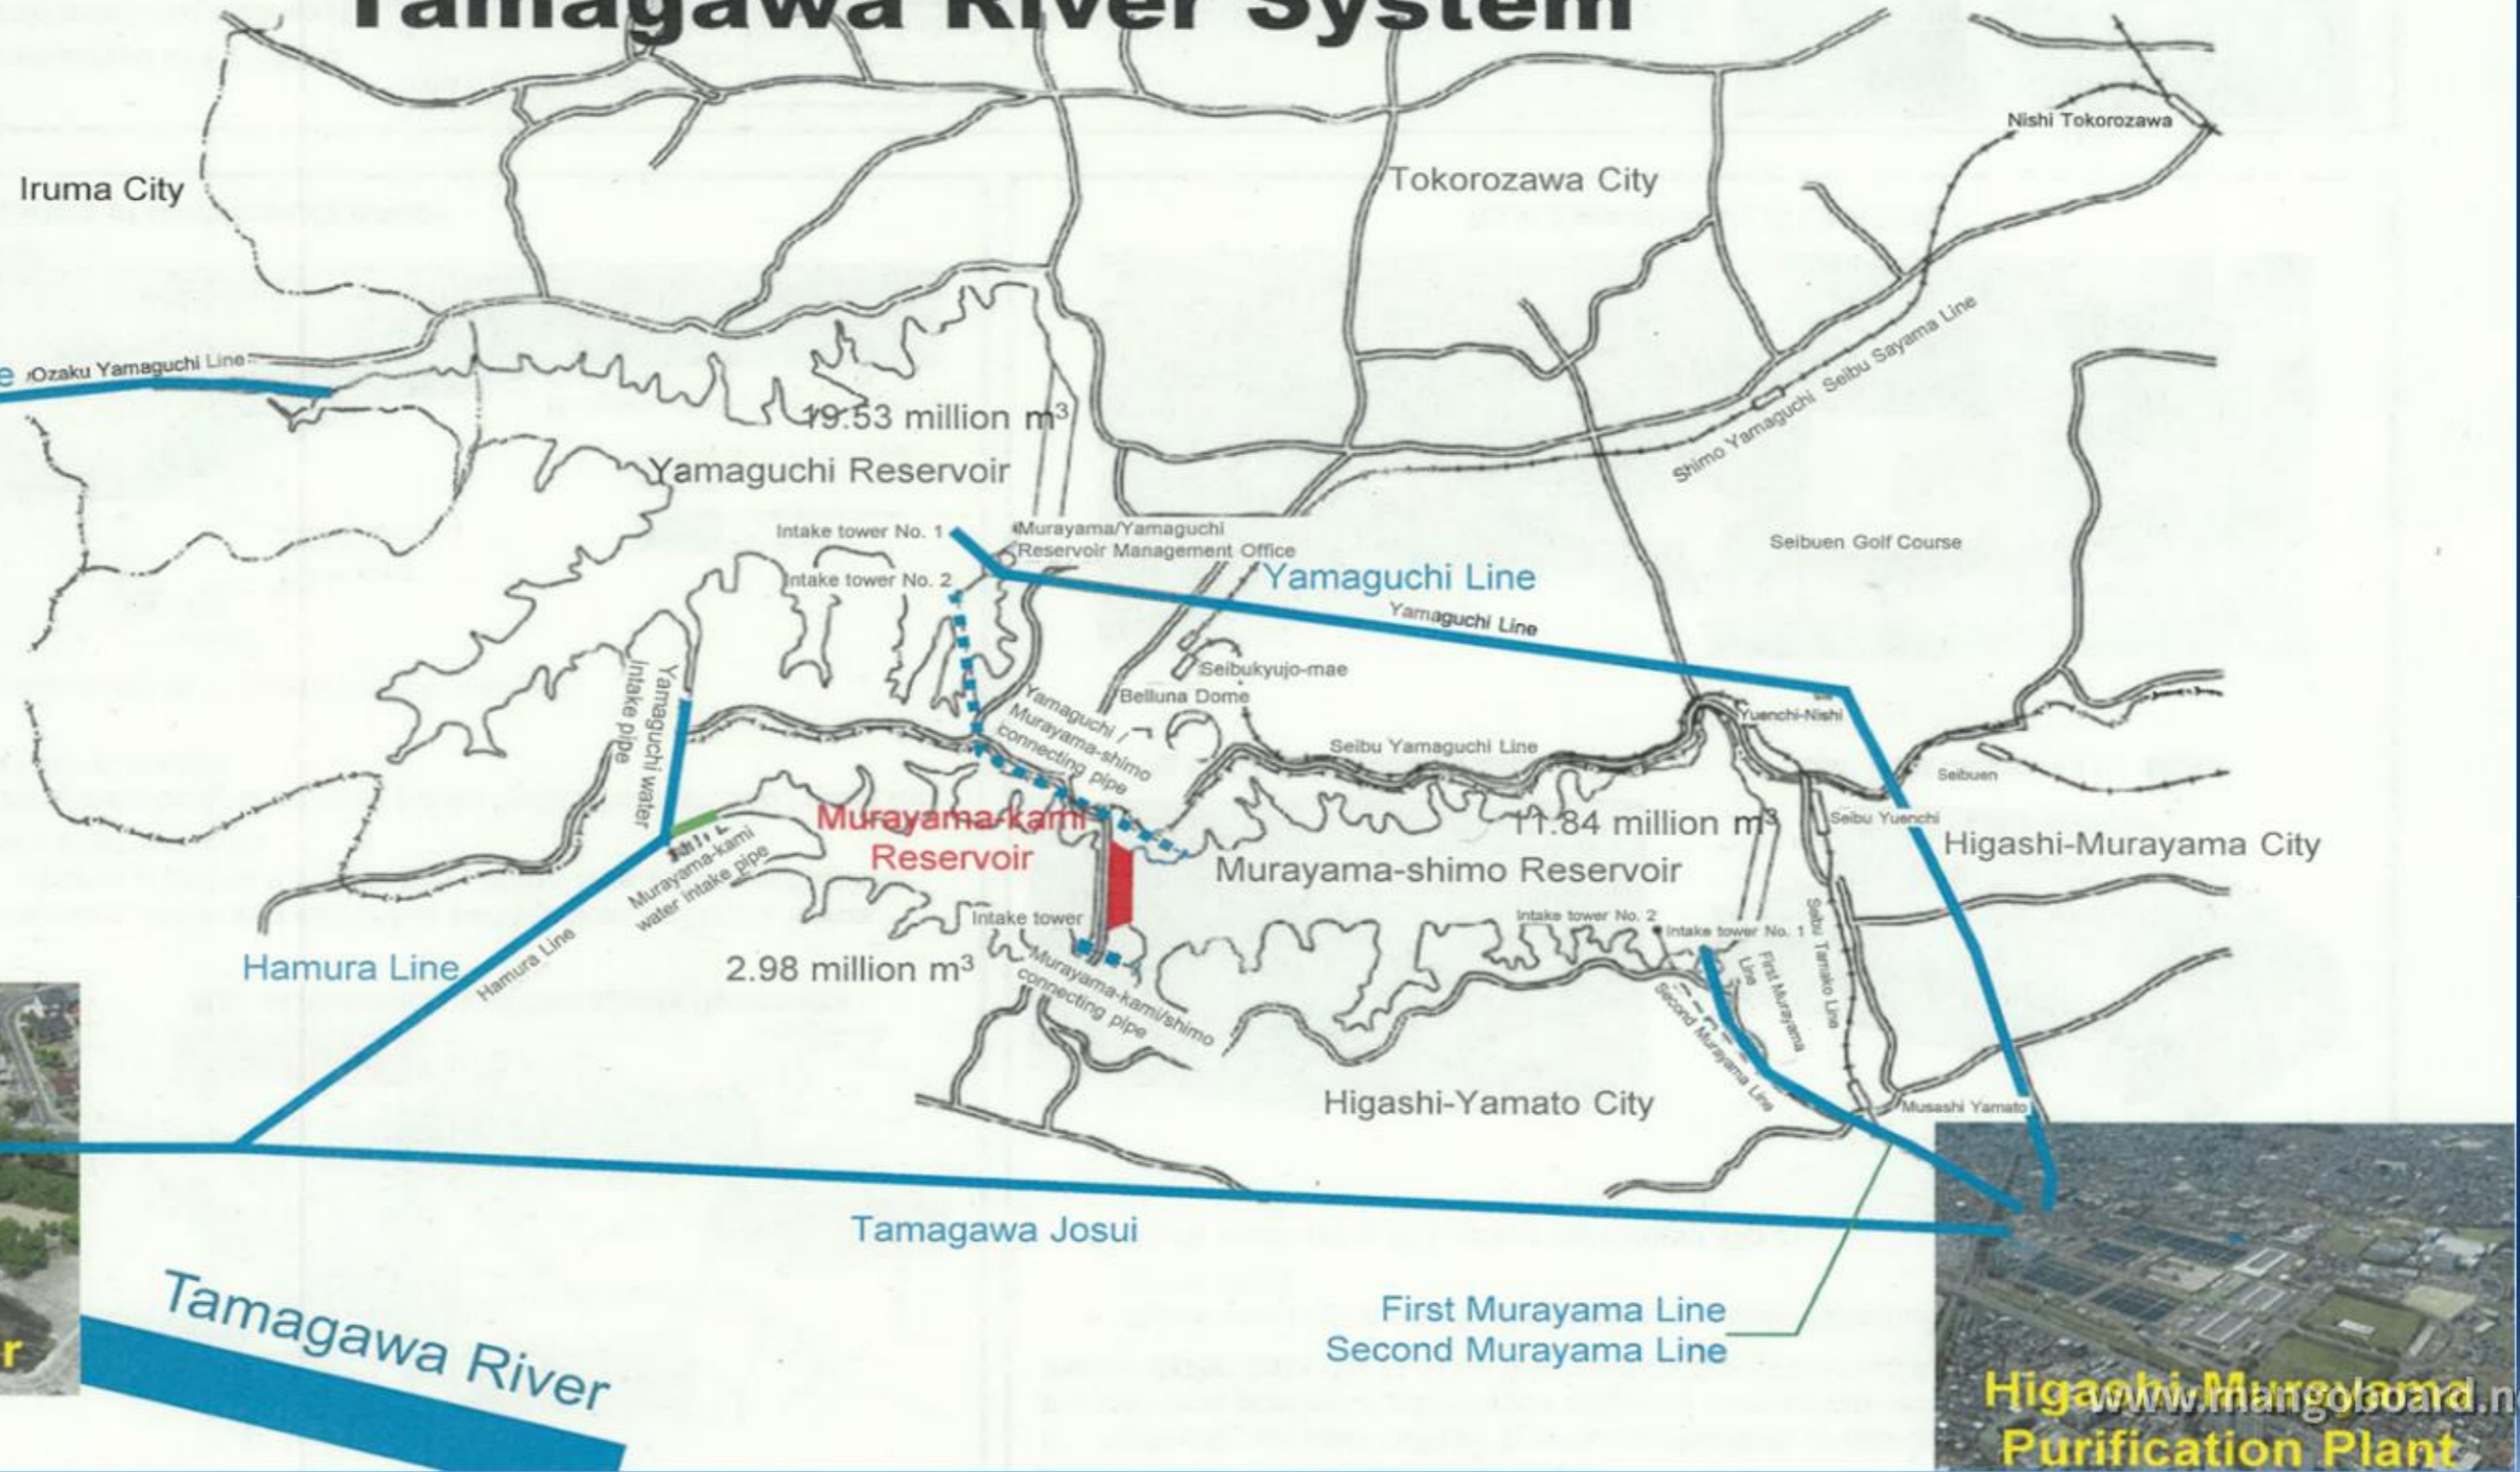 Tamagawa River System
Iruma City
Tokorozawa City
Nishi Tokorozawa
Ozaku Yamaguchi Line
Seibu Sayama Line
Shimo Yamaguchi
19.53 million m³
Yamaguchi Reservoir
Intake tower No. 1
Murayama/Yamaguchi
Reservoir Management Office
Intake tower No. 2
Yamaguchi Line
Yamaguchi Line
Seibuen Golf Course
Seibukyujo-mae
Belluna Dome
Yamaguchi /
Murayama-shimo
connecting pipe
Yamaguchi water
Intake pipe
Yuenchi-Nishi
Seibu Yamaguchi Line
Seibuen
Seibu Yuenchi
Murayama-kami
Reservoir
11.84 million m³
Murayama-shimo Reservoir
Higashi-Murayama City
Murayama-kami
water intake pipe
Intake tower
Intake tower No. 2
Intake tower No. 1
Hamura Line
Hamura Line
2.98 million m³
Murayama-kami/shimo
connecting pipe
First Murayama
Line
Second Murayama Line
Seibu Tamako Line
Higashi-Yamato City
Musashi Yamato
Tamagawa Josui
Tamagawa River
First Murayama Line
Second Murayama Line
r
Higashi-Murayama
Purification Plant
www.mangoboard.n